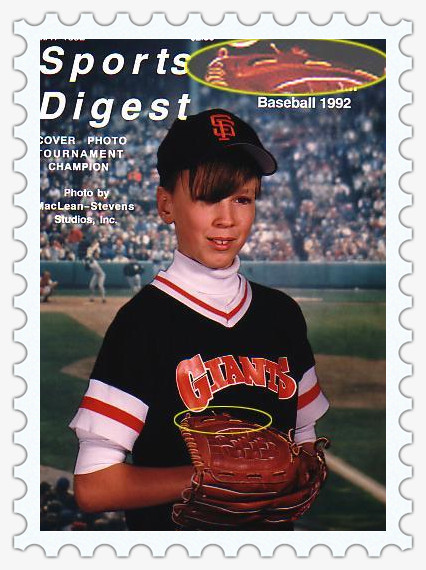 Sports
Digest
Baseball 1992
COVER PHOTO
TOURNAMENT
CHAMPION
Photo by
MacLean-Stevens
Studios, Inc.
SF
GIANTS